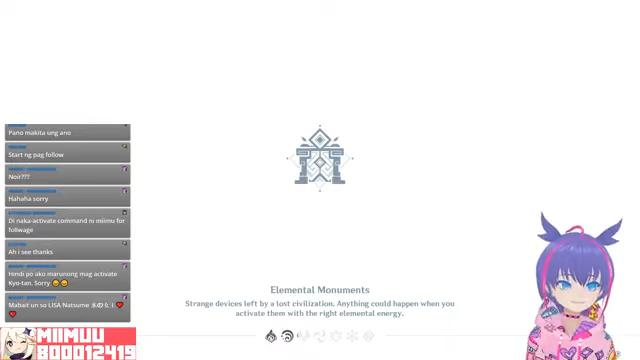 Pano makita ung ano
Start ng pag follow
Noir???
Hahaha sorry
Di naka-activate command ni miimu for
follwage
Ah i see thanks
Hindi po ako marunong mag activate
Kyo-tan. Sorry
Mabait un so LISA Natsume
Elemental Monuments
Strange devices left by a lost civilization. Anything could happen when you
activate them with the right elemental energy.
MIIMUU
800012419